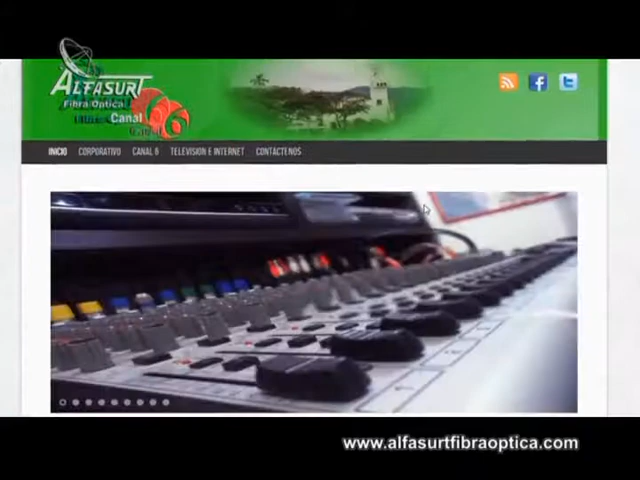 ALFASURT
Fibra Optica
Canal
INICIO CORPORATIVO CANAL 6 TELEVISION E INTERNET CONTACTENOS
www.alfasurtfibraoptica.com